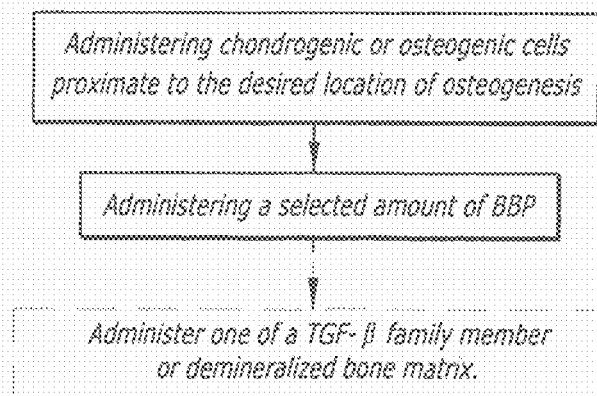 Administering chondrogenic or osteogenic cells
proximate to the desired location of osteogenesis
Administering a selected amount of BBP
Administer one of a TGF- β family member
or demineralized bone matrix.